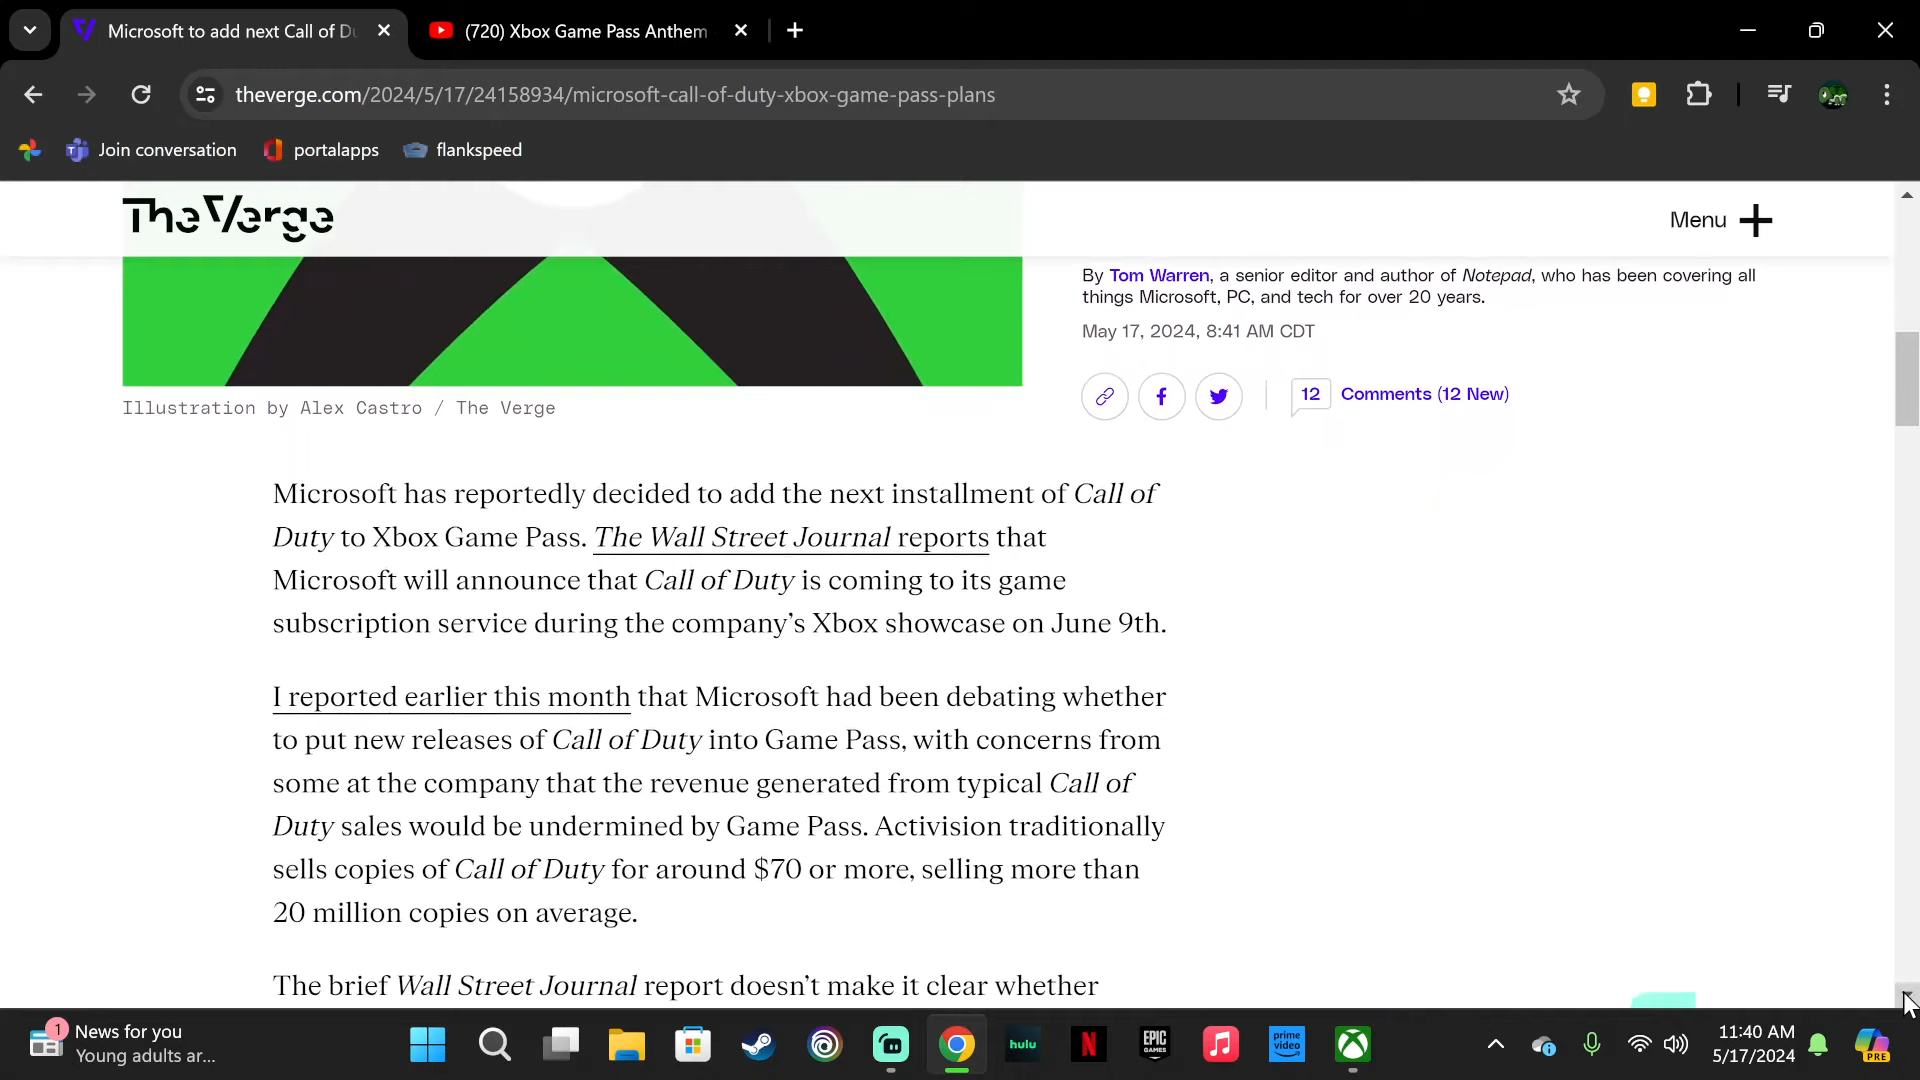 Microsoft to add next Call of Du
(720) Xbox Game Pass Anthem
theverge.com/2024/5/17/24158934/microsoft-call-of-duty-xbox-game-pass-plans
Join conversation
portalapps
flankspeed
The Verge
Menu
By Tom Warren, a senior editor and author of Notepad, who has been covering all
things Microsoft, PC, and tech for over 20 years.
May 17, 2024, 8:41 AM CDT
12 Comments (12 New)
Illustration by Alex Castro / The Verge
Microsoft has reportedly decided to add the next installment of Call of
Duty to Xbox Game Pass. The Wall Street Journal reports that
Microsoft will announce that Call of Duty is coming to its game
subscription service during the company’s Xbox showcase on June 9th.
I reported earlier this month that Microsoft had been debating whether
to put new releases of Call of Duty into Game Pass, with concerns from
some at the company that the revenue generated from typical Call of
Duty sales would be undermined by Game Pass. Activision traditionally
sells copies of Call of Duty for around $70 or more, selling more than
20 million copies on average.
The brief Wall Street Journal report doesn’t make it clear whether
1
News for you
Young adults ar...
hulu
N
EPIC
GAMES
prime
video
11:40 AM
5/17/2024
PRE